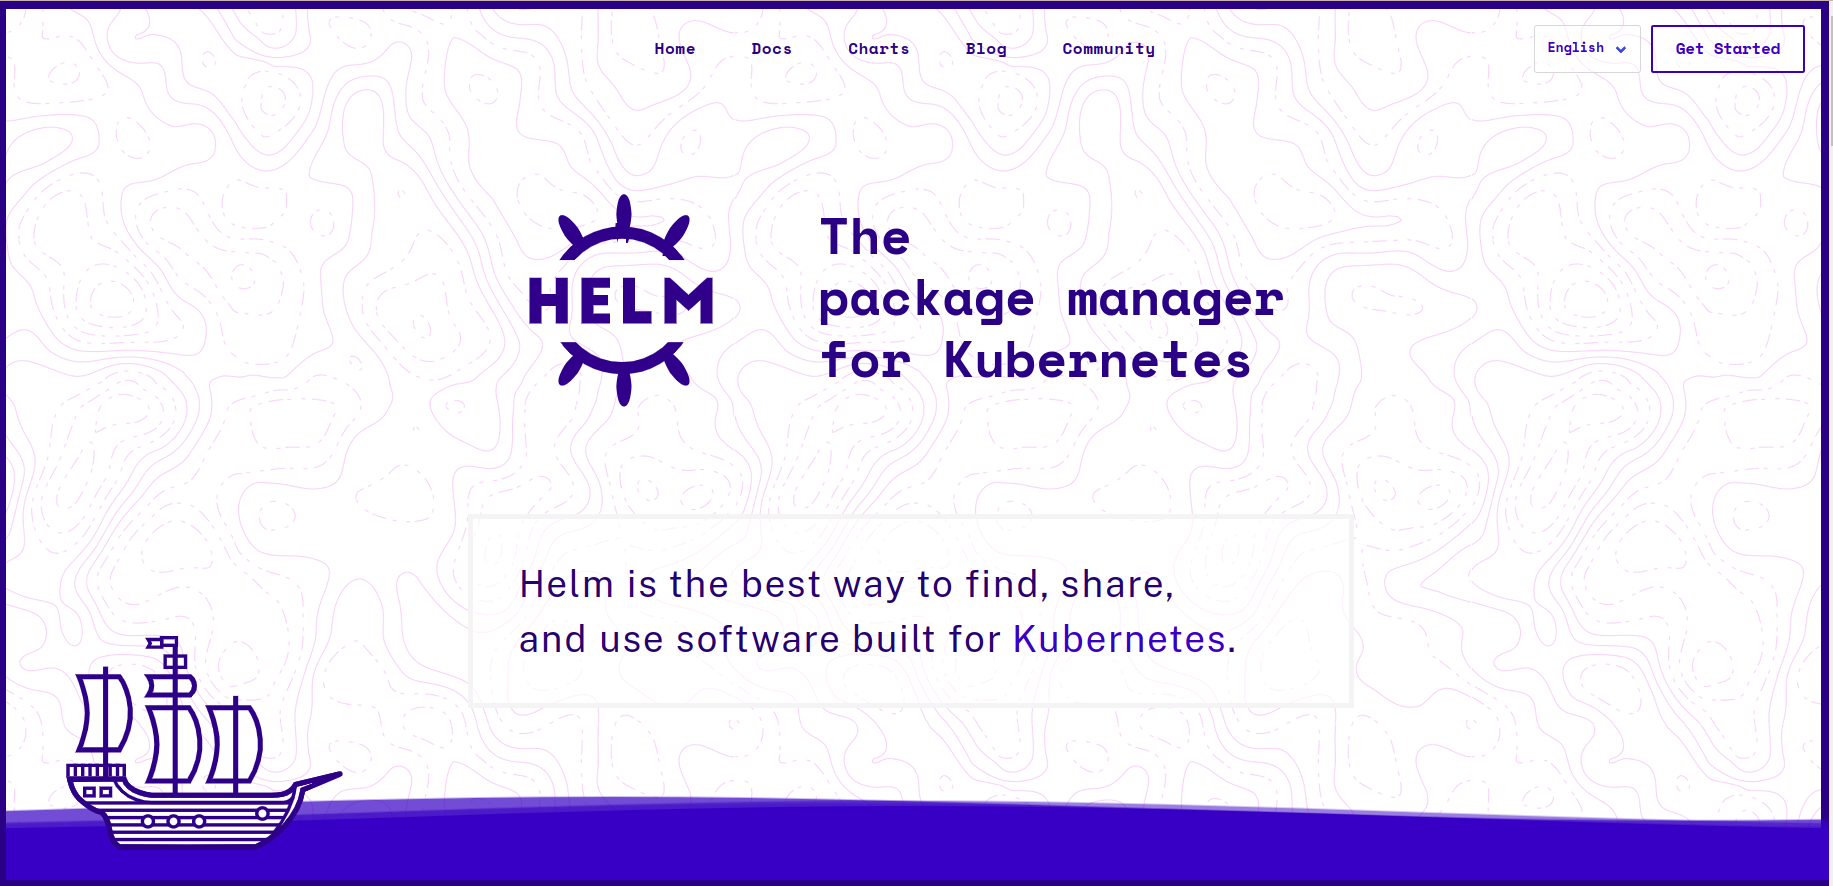 Home Docs Charts Blog Community English Get Started
HELM
The
package manager
for Kubernetes
Helm is the best way to find, share,
and use software built for Kubernetes.